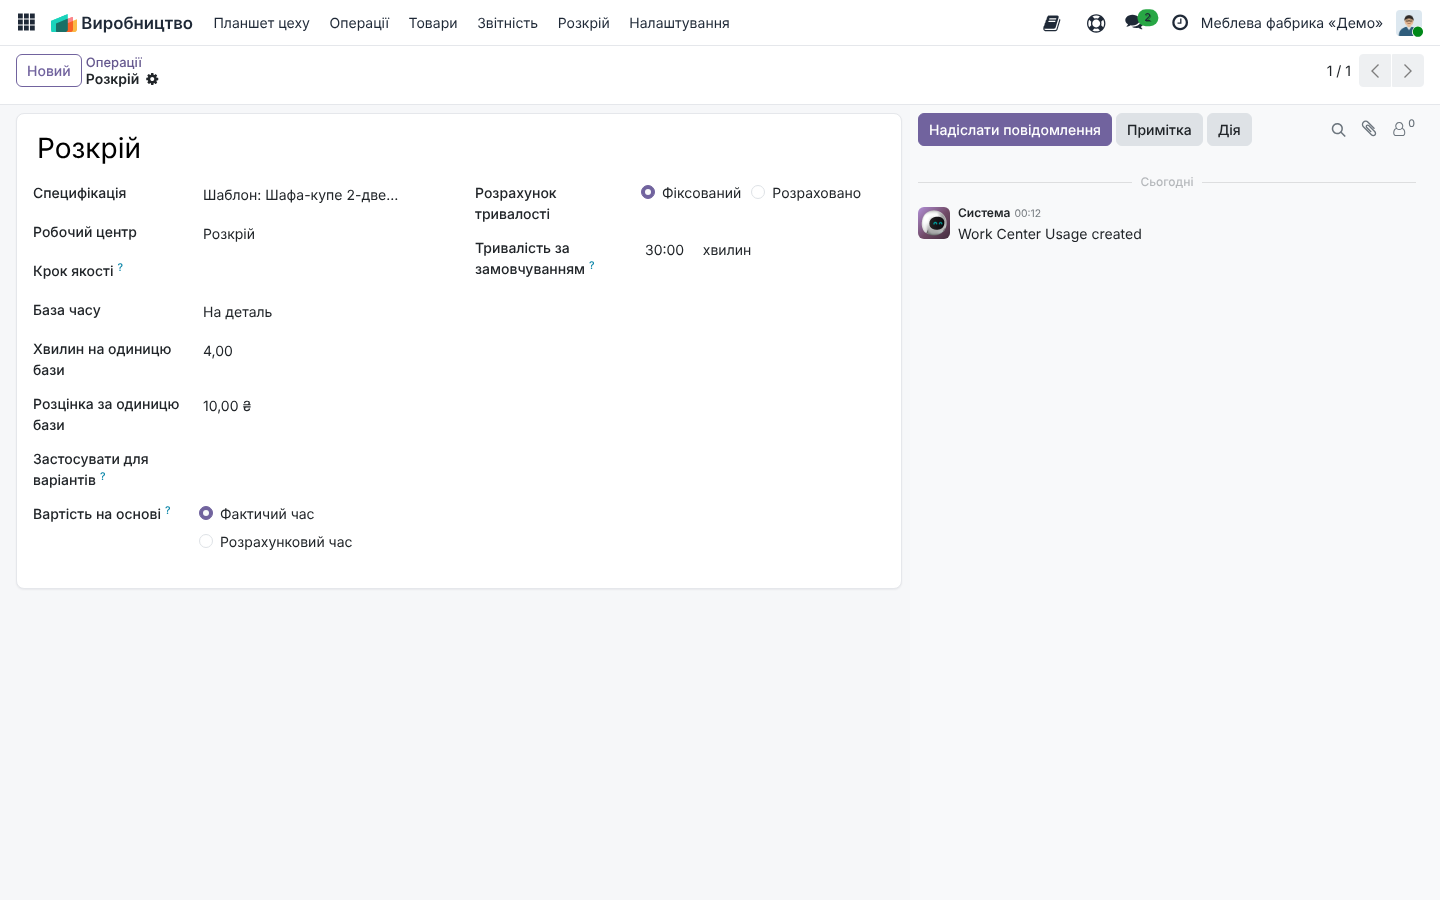 Виробництво Планшет цеху Операції Товари Звітність Розкрій Налаштування 2 Меблева фабрика «Демо»
Новий Операції
Розкрій
1 / 1
Розкрій
Специфікація Шаблон: Шафа-купе 2-две...
Робочий центр Розкрій
Крок якості ?
База часу На деталь
Хвилин на одиницю бази 4,00
Розцінка за одиницю бази 10,00 ₴
Застосувати для варіантів ?
Вартість на основі ? Фактичий час
Розрахунковий час
Розрахунок тривалості Фіксований Розраховано
Тривалість за замовчуванням ? 30:00 хвилин
Надіслати повідомлення Примітка Дія 0
Сьогодні
Система 00:12
Work Center Usage created